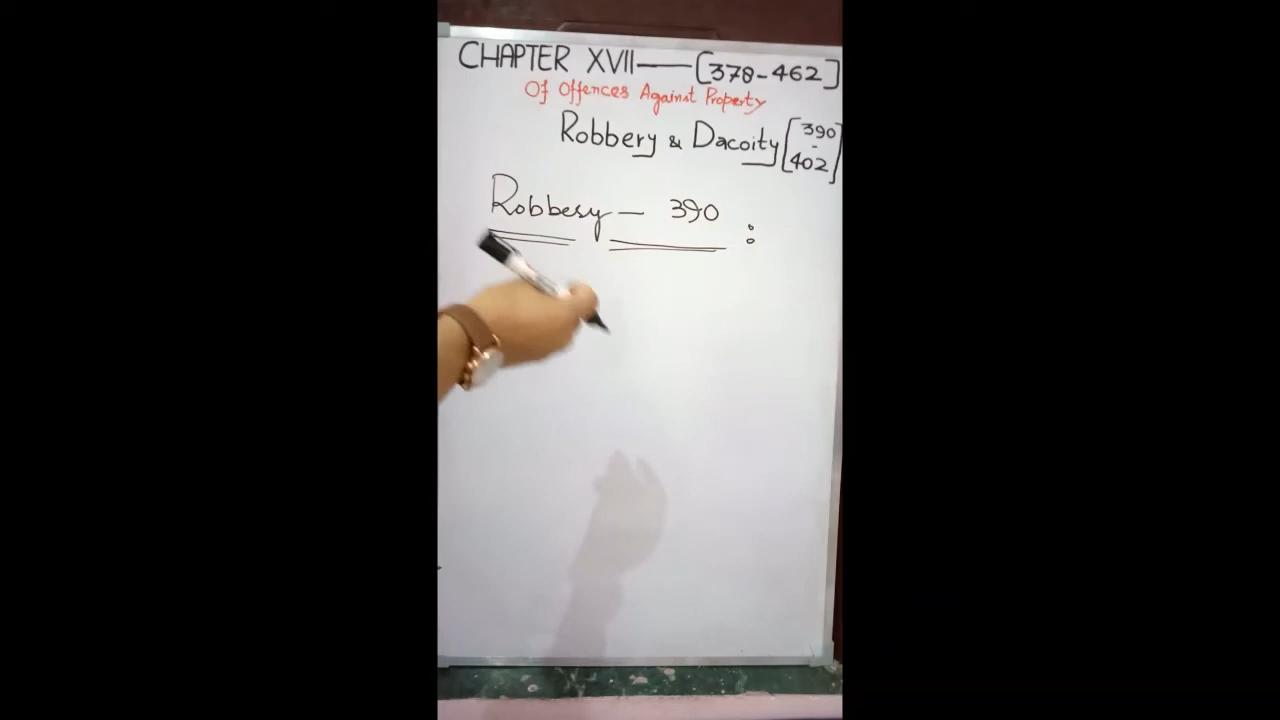 CHAPTER XVII — [378-462]
Of Offences Against Property
Robbery & Dacoity [390-402]
Robbery — 390 :